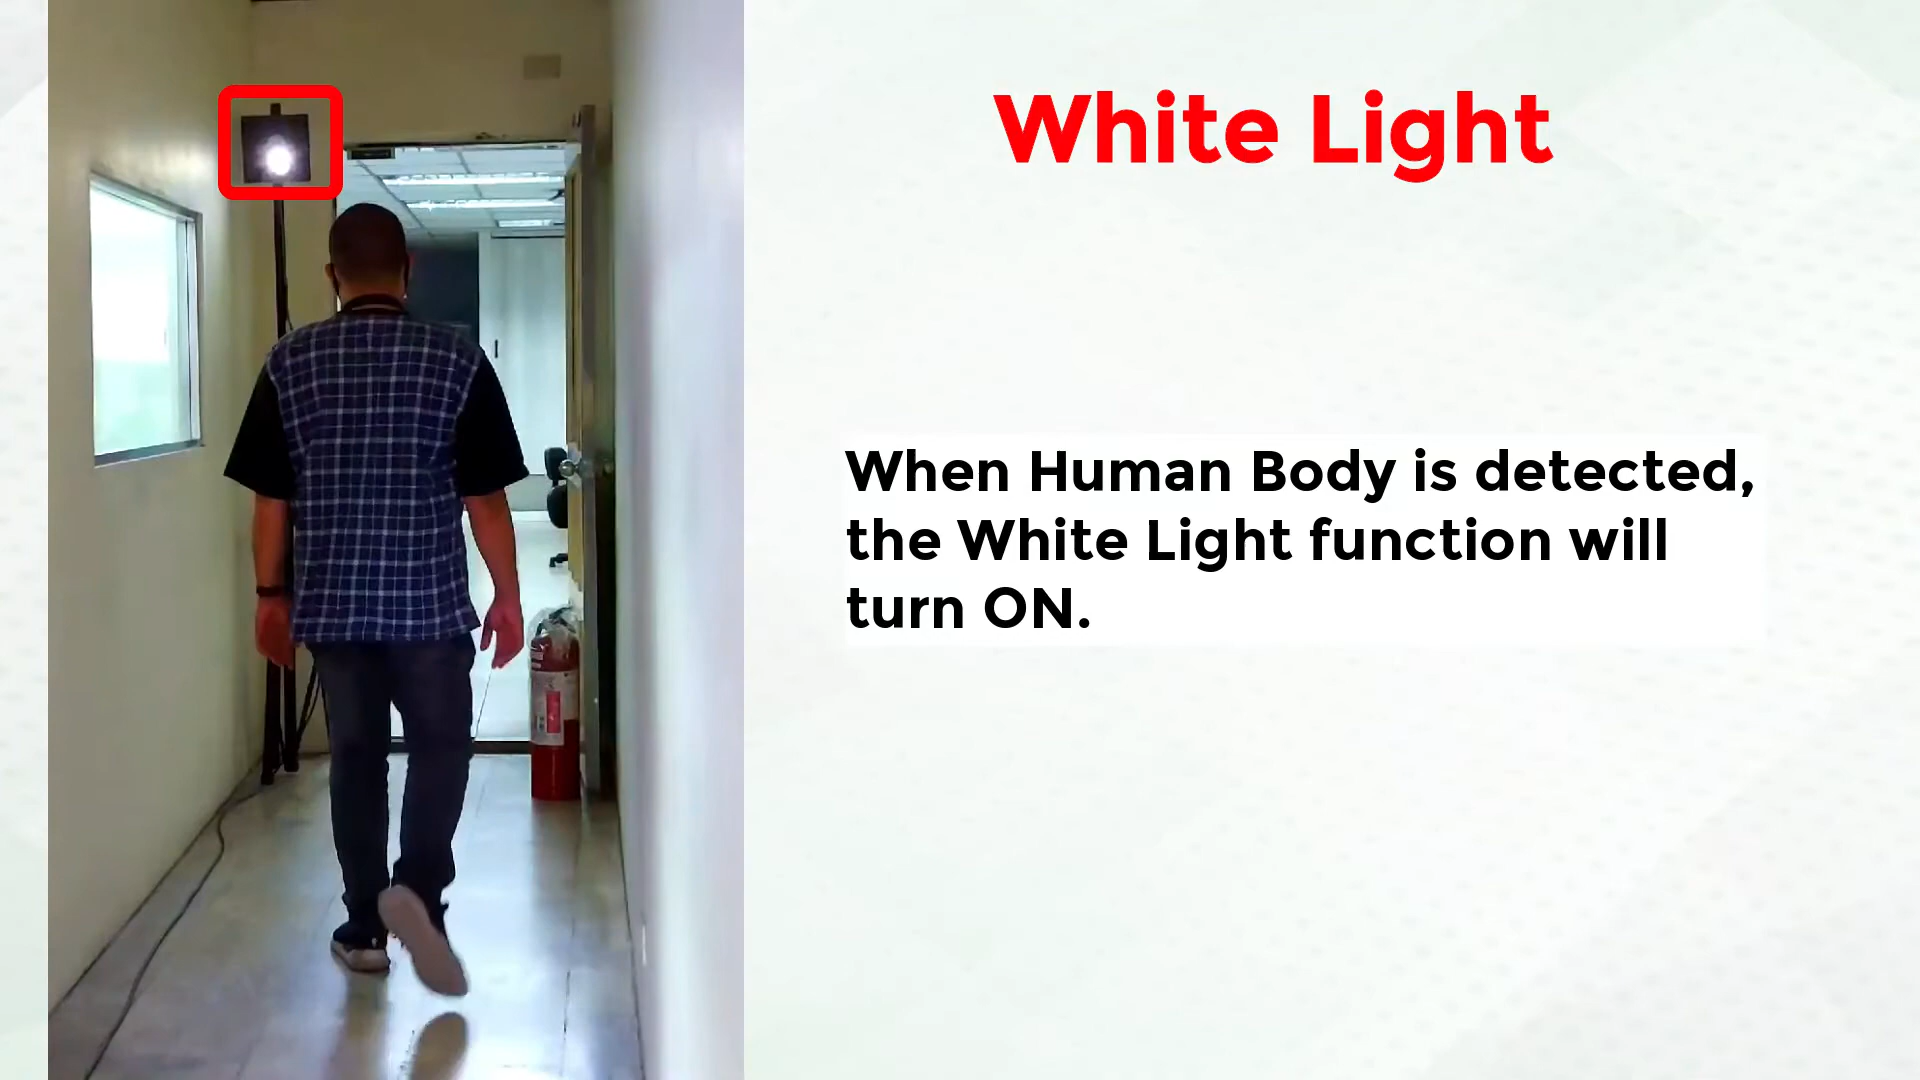 White Light
When Human Body is detected,
the White Light function will
turn ON.